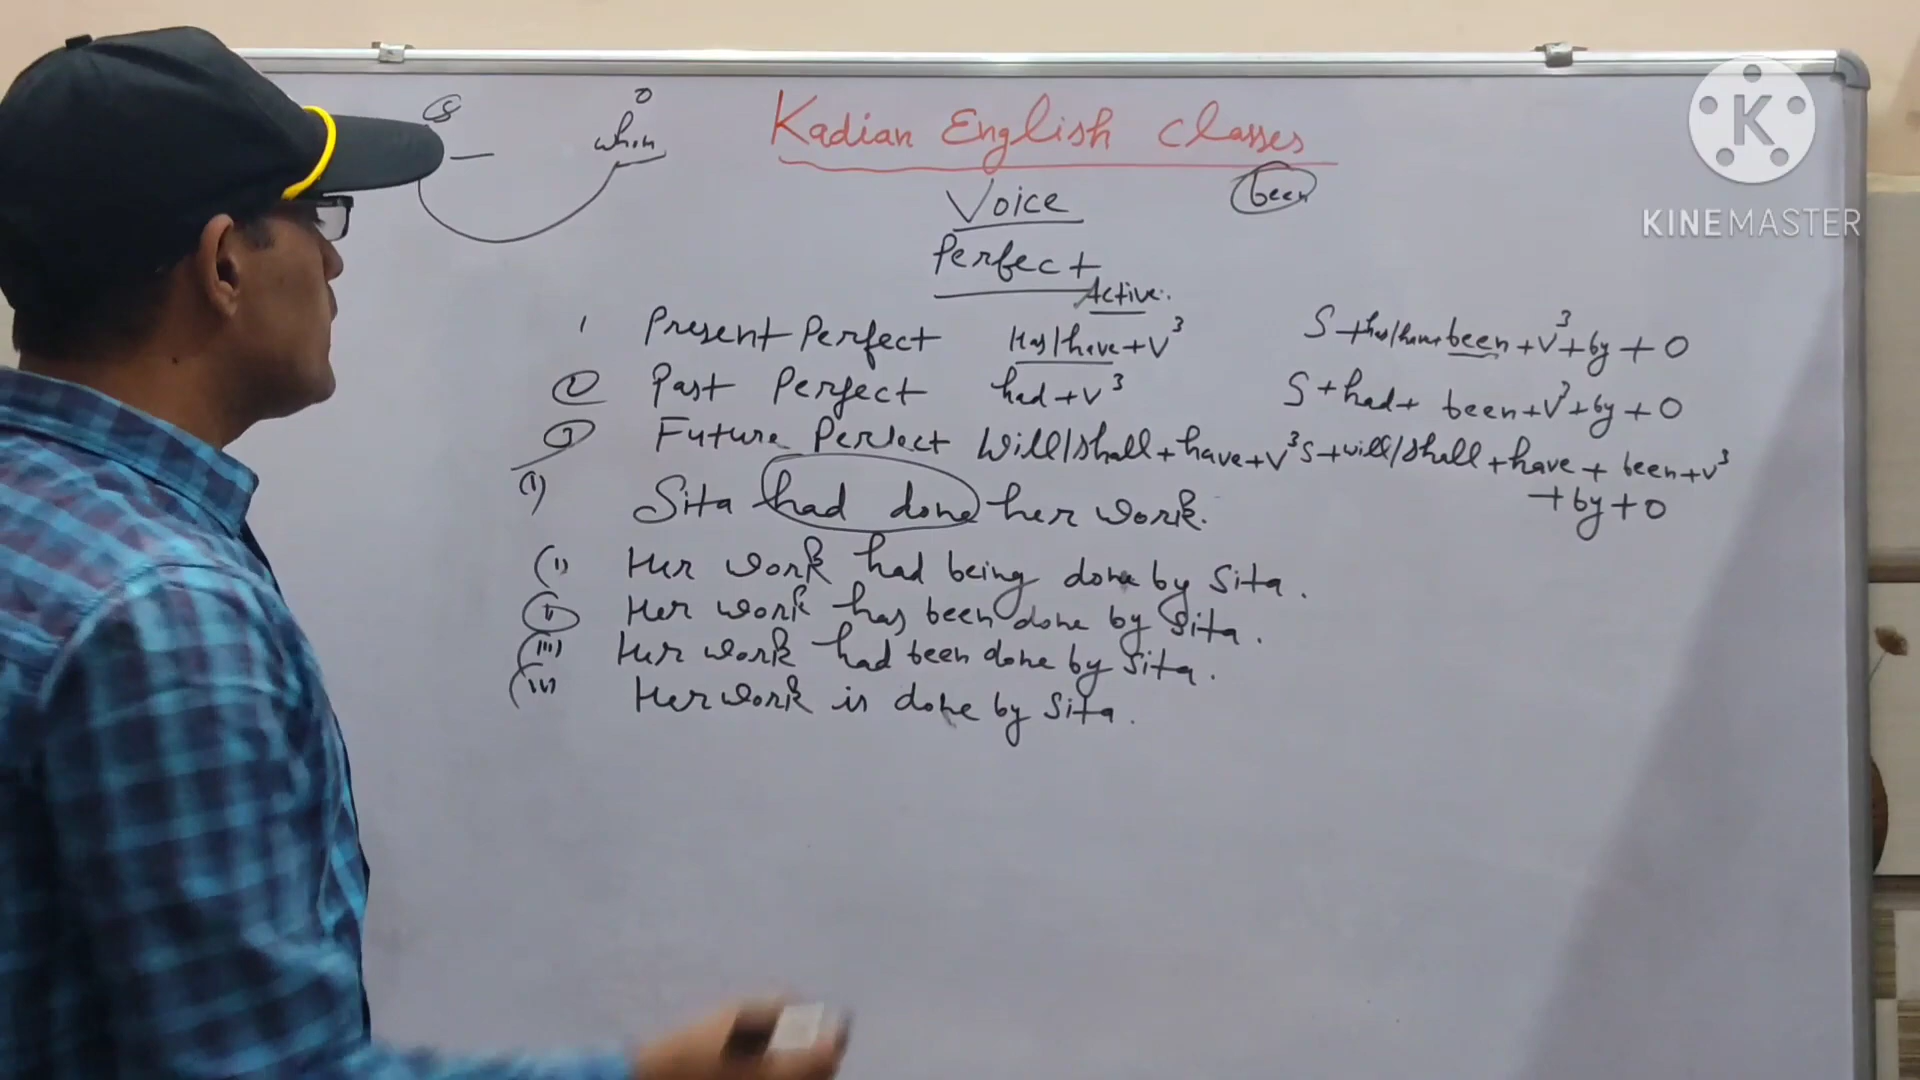 S
O
whom
Kadian English Classes
K
KINEMASTER
Voice
been
Perfect
Active.
1 Present Perfect Has/have+V³ S+has/have+been+V³+by+O
2 Past Perfect had+V³ S+had+been+V³+by+O
3 Future Perfect Will/shall+have+V³ S+will/shall+have+been+V³
+by+O
(1) Sita had done her work.
(i) Her work had being done by Sita.
(ii) Her work has been done by Sita.
(iii) Her work had been done by Sita.
(iv) Her work is done by Sita.